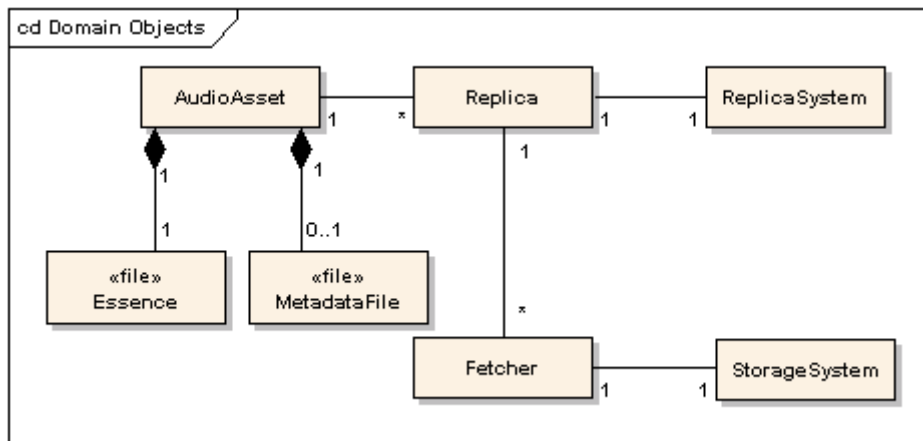 cd Domain Objects
AudioAsset
Replica
ReplicaSystem
1
*
1
1
1
1
1
1
0..1
«file»
Essence
«file»
MetadataFile
*
Fetcher
StorageSystem
1
1